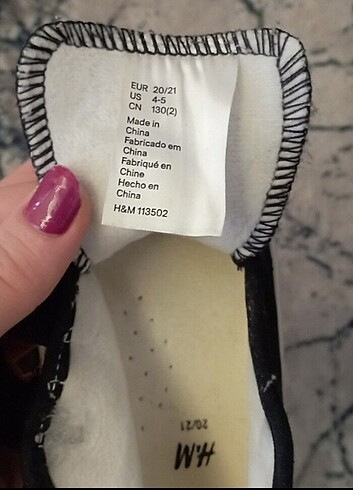 EUR 20/21
US 4-5
CN 130(2)
Made in
China
Fabricado em
China
Fabriqué en
Chine
Hecho en
China
H&M 113502
20/21
H&M